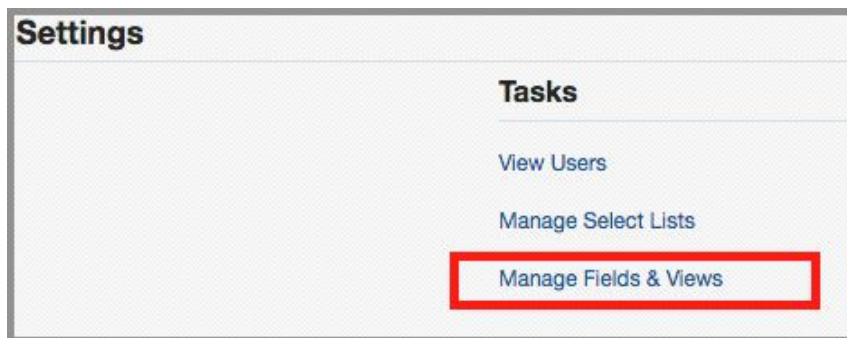 Settings
Tasks
View Users
Manage Select Lists
Manage Fields & Views